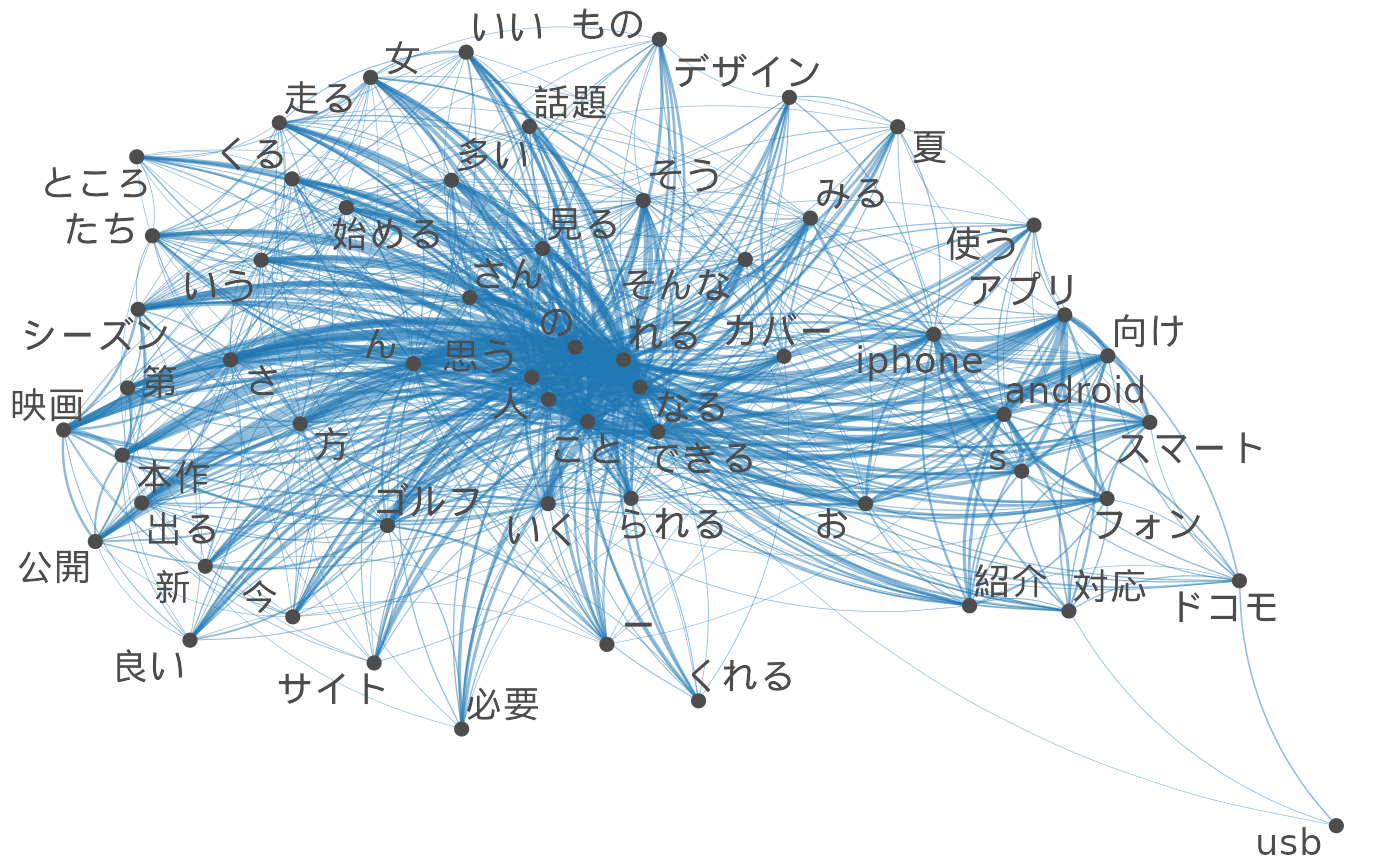 いい
もの
女
デザイン
走る
話題
夏
くる
多い
ところ
そう
みる
たち
始める
見る
使う
いう
さん
そんな
アプリ
シーズン
の
れる
カバー
向け
ん
思う
iphone
第
さ
android
映画
人
なる
方
こと
できる
s
スマート
本作
ゴルフ
出る
いく
られる
お
フォン
公開
新
今
紹介
対応
ドコモ
良い
サイト
ー
くれる
必要
usb